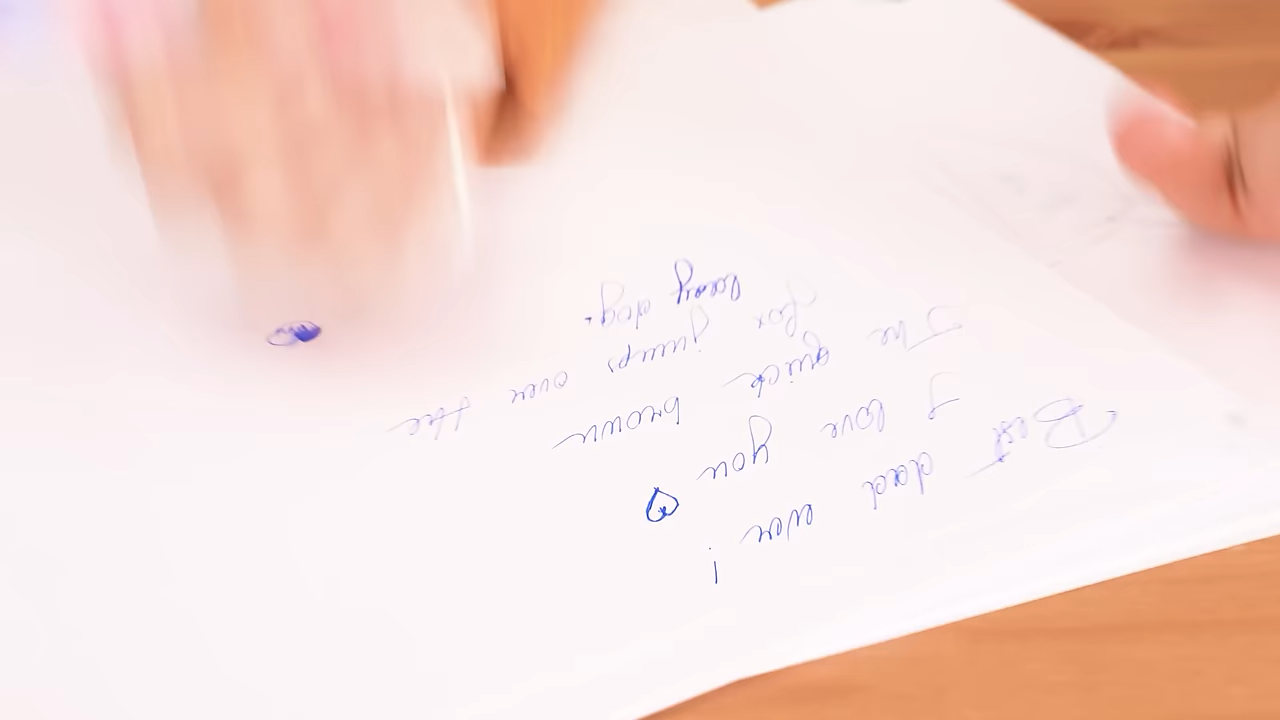 Best dad ever !
I love you ♡
The quick brown
fox jumps over the
lazy dog.